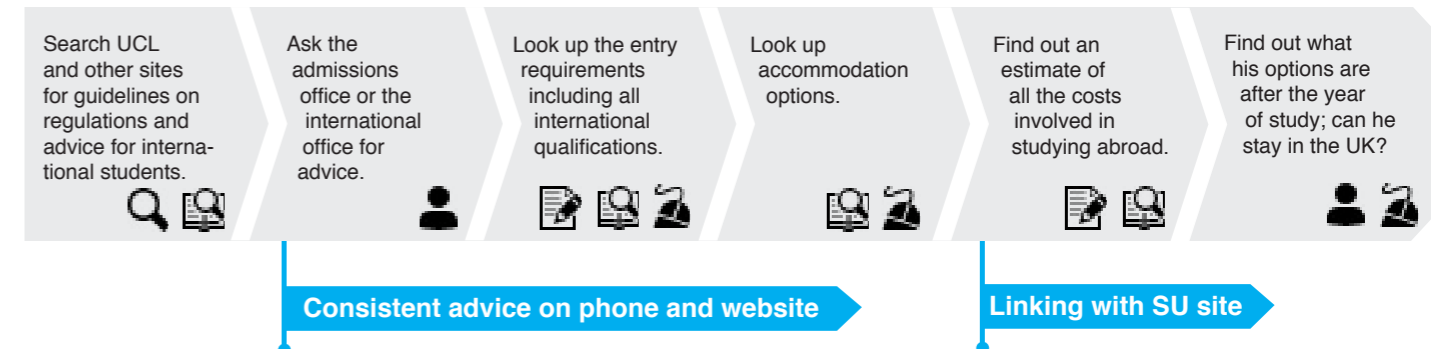 Search UCL
and other sites
for guidelines on
regulations and
advice for interna-
tional students.
Ask the
admissions
office or the
international
office for
advice.
Look up the entry
requirements
including all
international
qualifications.
Look up
accommodation
options.
Find out an
estimate of
all the costs
involved in
studying abroad.
Find out what
his options are
after the year
of study; can he
stay in the UK?
Consistent advice on phone and website
Linking with SU site